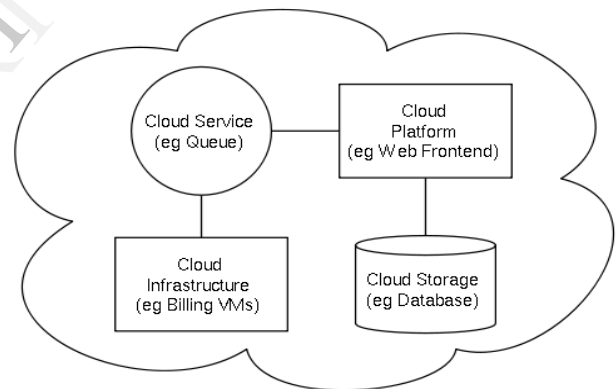 Cloud Service
(eg Queue)
Cloud
Platform
(eg Web Frontend)
Cloud
Infrastructure
(eg Billing VMs)
Cloud Storage
(eg Database)